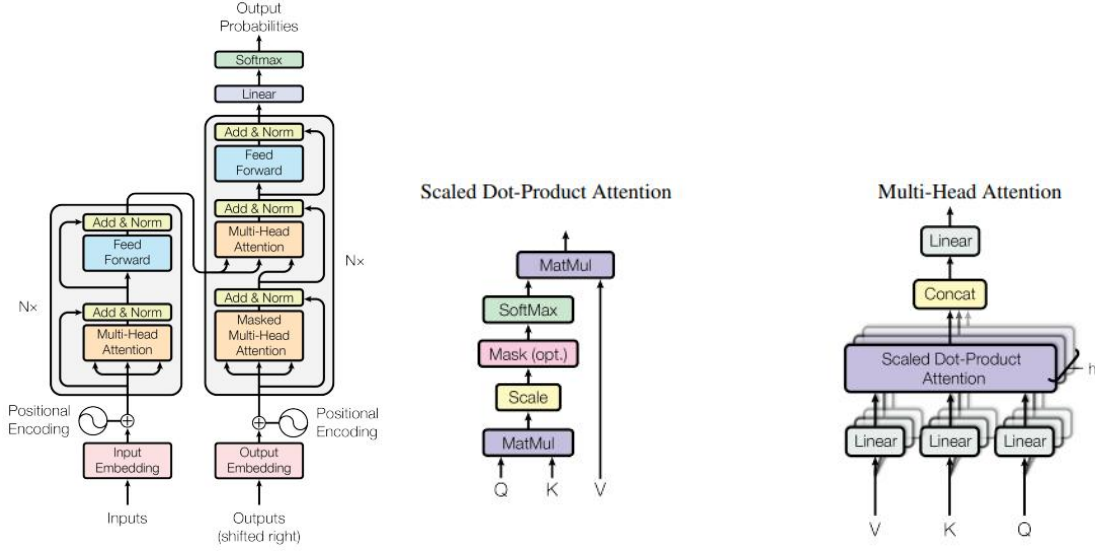 Output
Probabilities
Softmax
Linear
Add & Norm
Feed
Forward
Add & Norm
Multi-Head
Attention
Nx
Add & Norm
Masked
Multi-Head
Attention
Add & Norm
Feed
Forward
Nx
Add & Norm
Multi-Head
Attention
Positional
Encoding
Positional
Encoding
Input
Embedding
Output
Embedding
Inputs
Outputs
(shifted right)
Scaled Dot-Product Attention
MatMul
SoftMax
Mask (opt.)
Scale
MatMul
Q K V
Multi-Head Attention
Linear
Concat
Scaled Dot-Product
Attention
h
Linear Linear Linear
V K Q